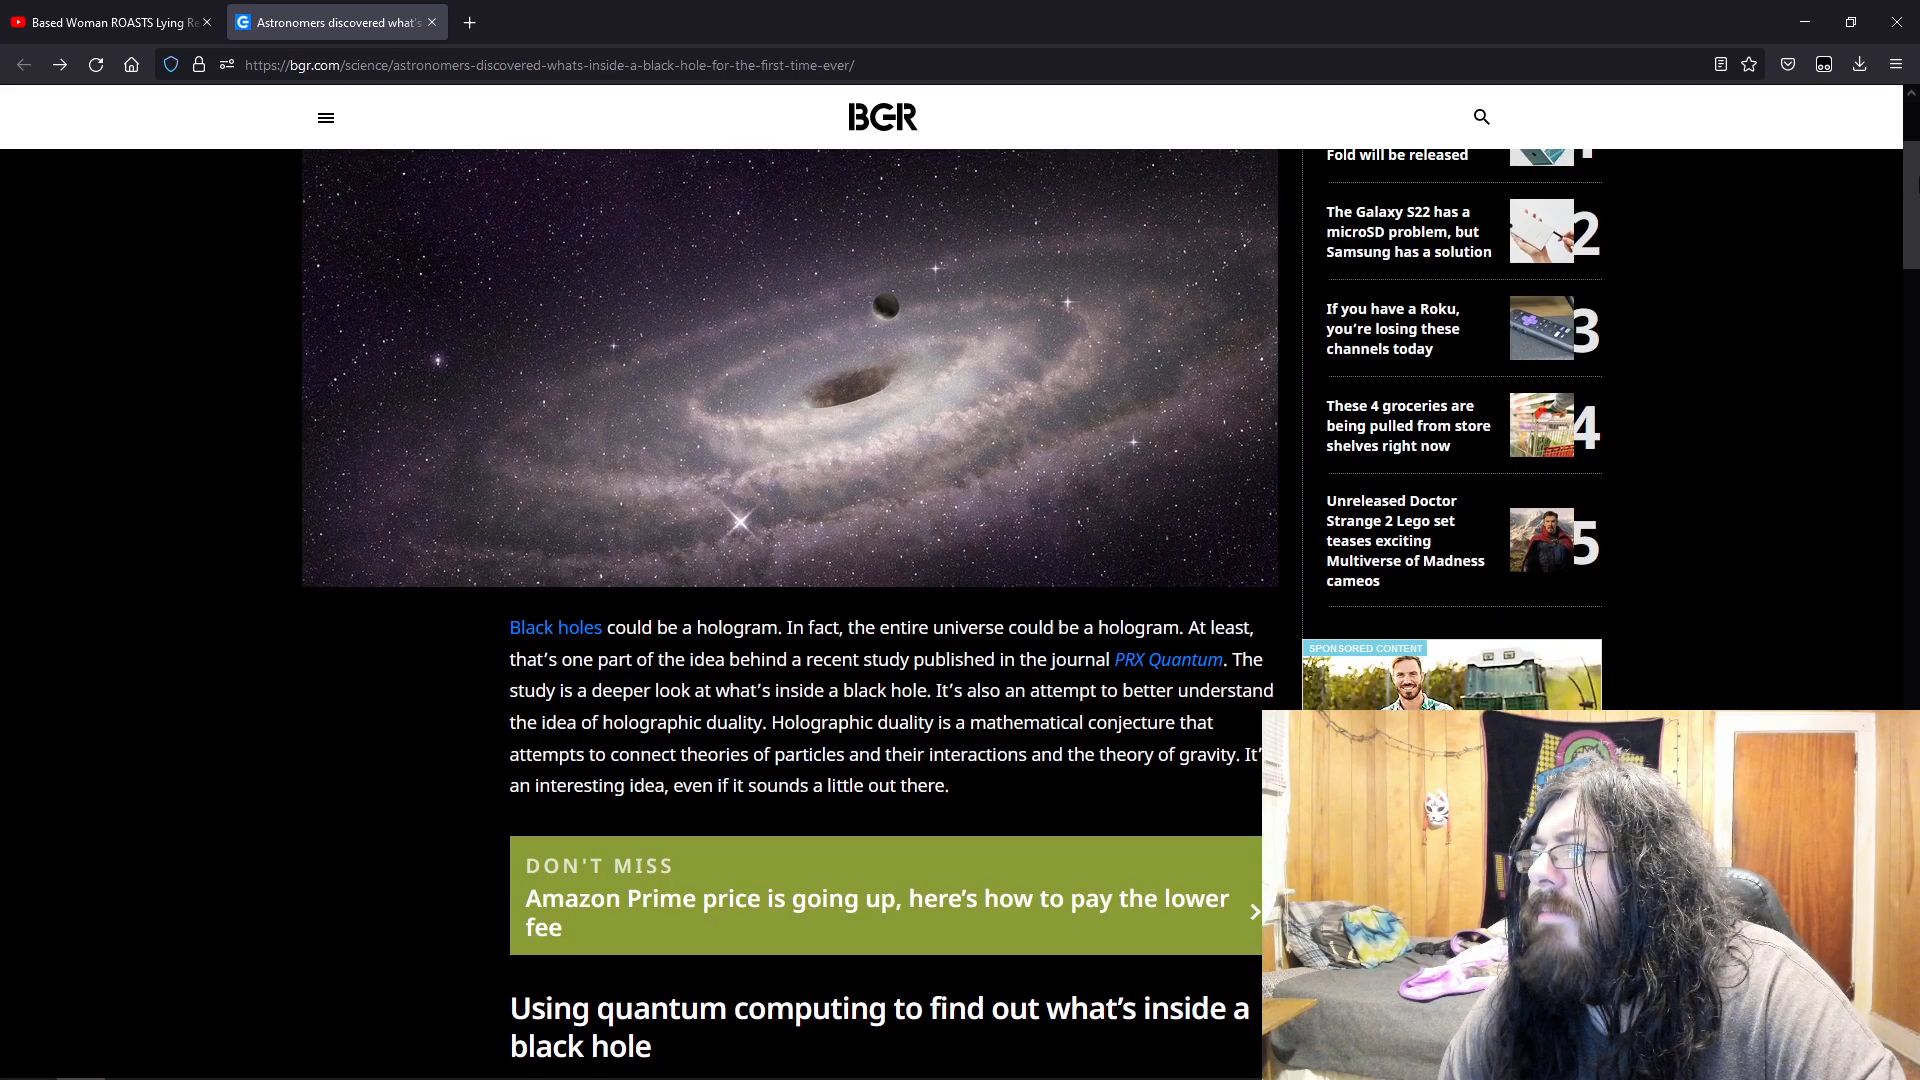 Based Woman ROASTS Lying Re
Astronomers discovered what's
https://bgr.com/science/astronomers-discovered-whats-inside-a-black-hole-for-the-first-time-ever/
BGR
Fold will be released
The Galaxy S22 has a
microSD problem, but
Samsung has a solution
2
If you have a Roku,
you’re losing these
channels today
3
These 4 groceries are
being pulled from store
shelves right now
4
Unreleased Doctor
Strange 2 Lego set
teases exciting
Multiverse of Madness
cameos
5
SPONSORED CONTENT
Black holes could be a hologram. In fact, the entire universe could be a hologram. At least,
that’s one part of the idea behind a recent study published in the journal PRX Quantum. The
study is a deeper look at what’s inside a black hole. It’s also an attempt to better understand
the idea of holographic duality. Holographic duality is a mathematical conjecture that
attempts to connect theories of particles and their interactions and the theory of gravity. It’
an interesting idea, even if it sounds a little out there.
DON'T MISS
Amazon Prime price is going up, here’s how to pay the lower
fee
Using quantum computing to find out what’s inside a
black hole